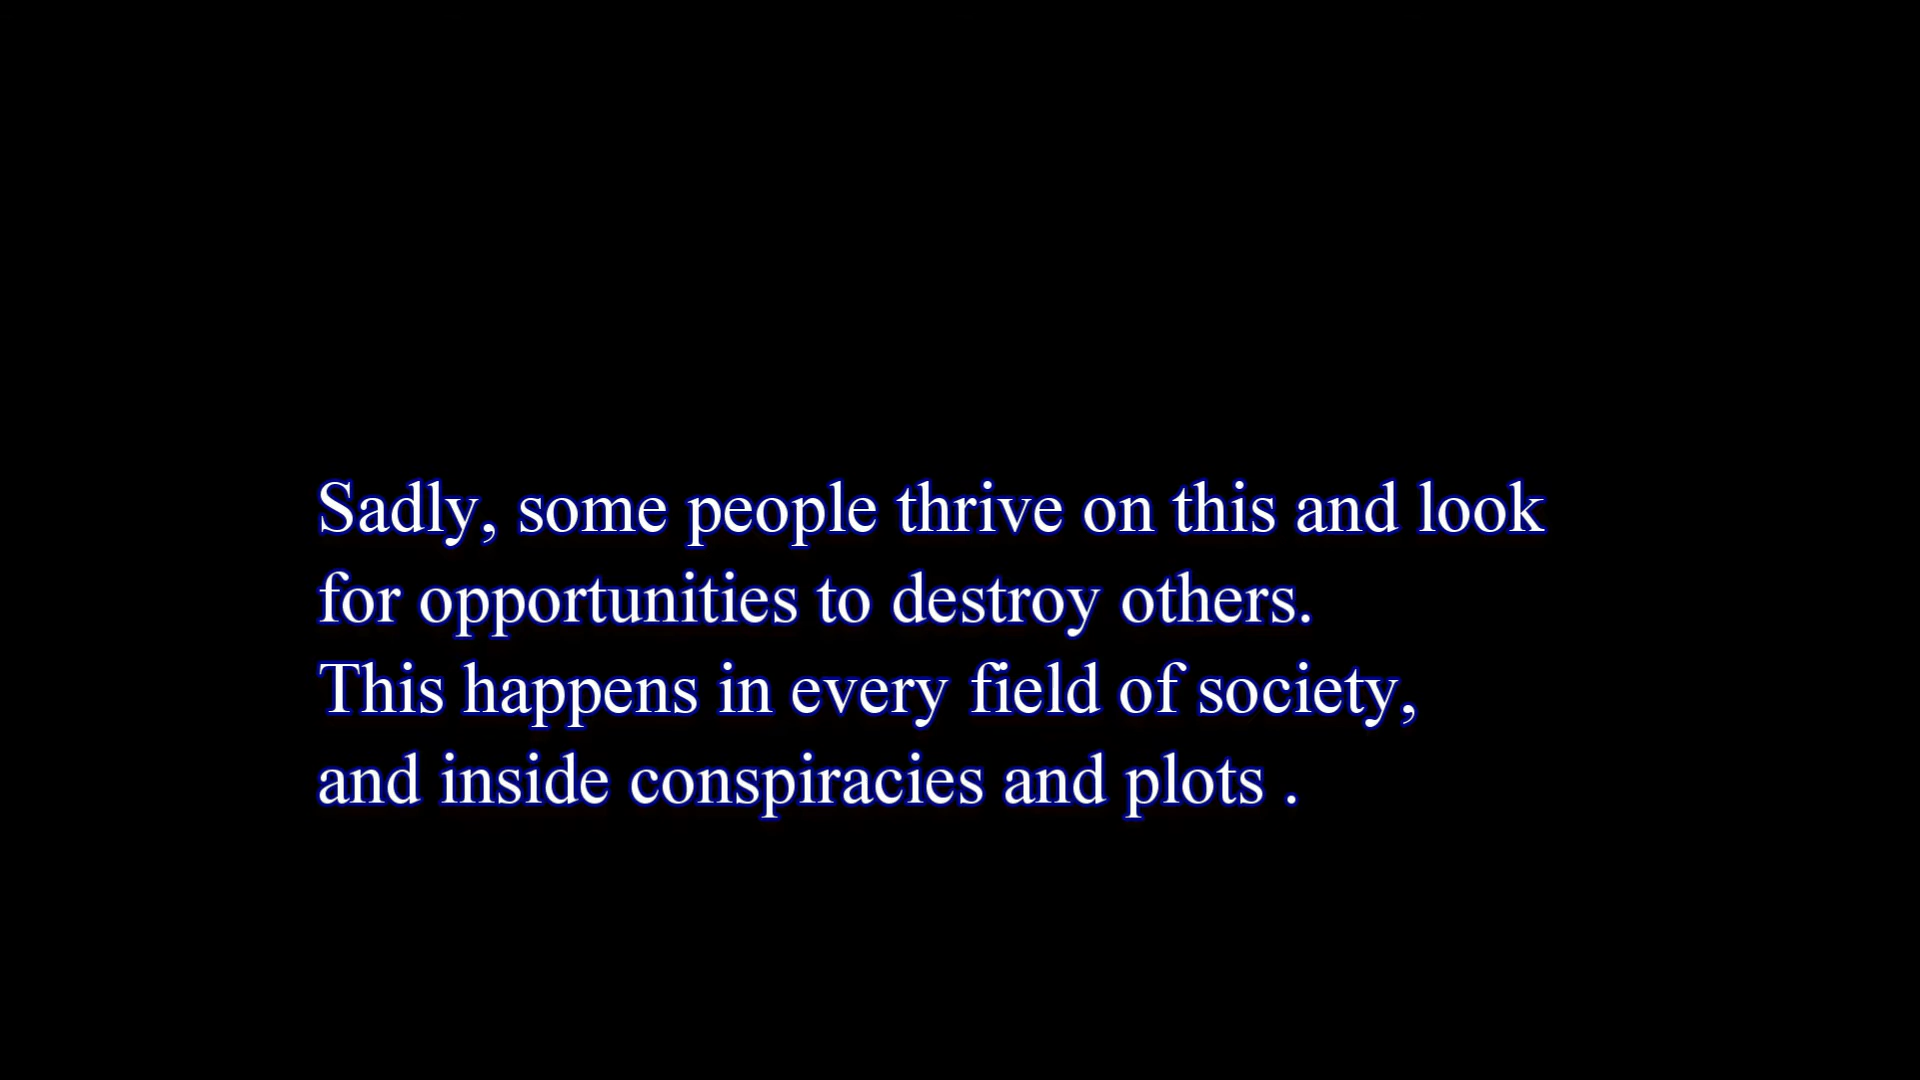 Sadly, some people thrive on this and look
for opportunities to destroy others.
This happens in every field of society,
and inside conspiracies and plots .